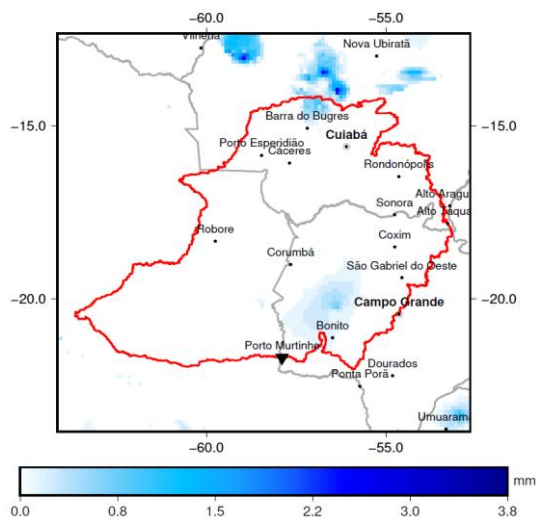 −60.0 −55.0
Vilhena
Nova Ubiratã
−15.0 −15.0
Barra do Bugres
Cuiabá
Porto Esperidião
Cáceres
Rondonópolis
Alto Aragu
Sonora
Alto Taqua
Robore
Coxim
Corumbá
São Gabriel do Oeste
−20.0 −20.0
Campo Grande
Bonito
Porto Murtinho
Dourados
Ponta Porã
Umuarama
−60.0 −55.0
mm
0.0 0.8 1.5 2.2 3.0 3.8